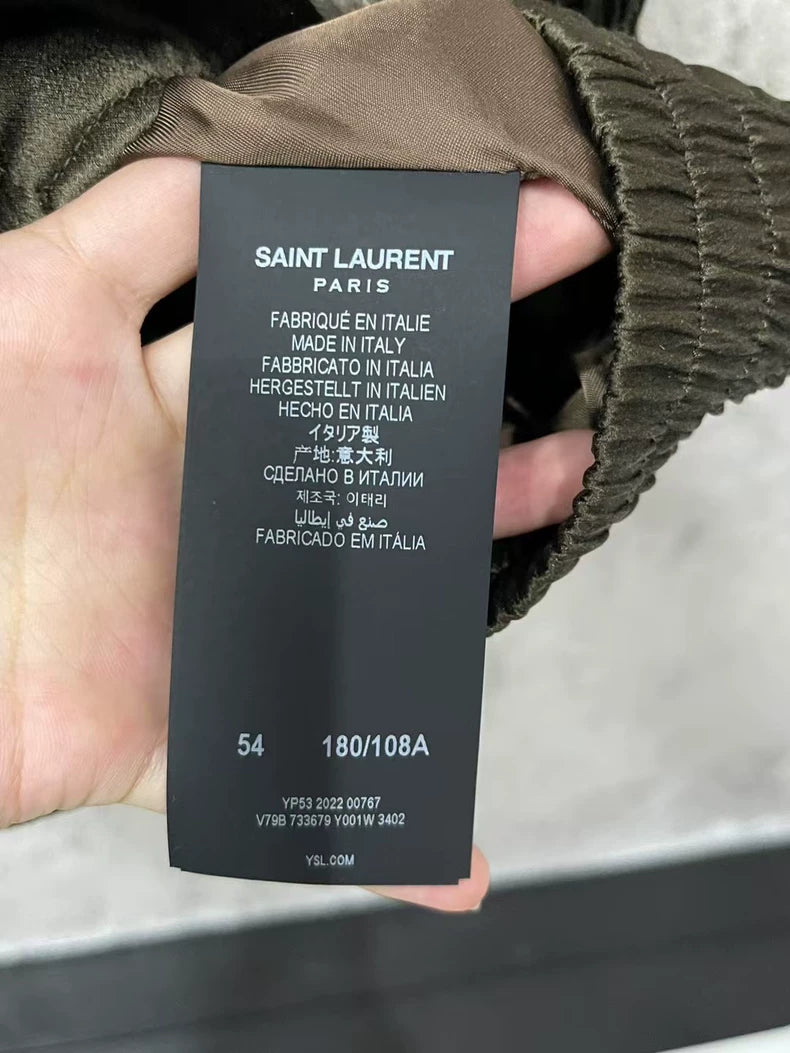 SAINT LAURENT
PARIS
FABRIQUÉ EN ITALIE
MADE IN ITALY
FABBRICATO IN ITALIA
HERGESTELLT IN ITALIEN
HECHO EN ITALIA
イタリア製
产地:意大利
СДЕЛАНО В ИТАЛИИ
제조국: 이태리
صنع في إيطاليا
FABRICADO EM ITÁLIA
54 180/108A
YP53 2022 00767
V79B 733679 Y001W 3402
YSL.COM